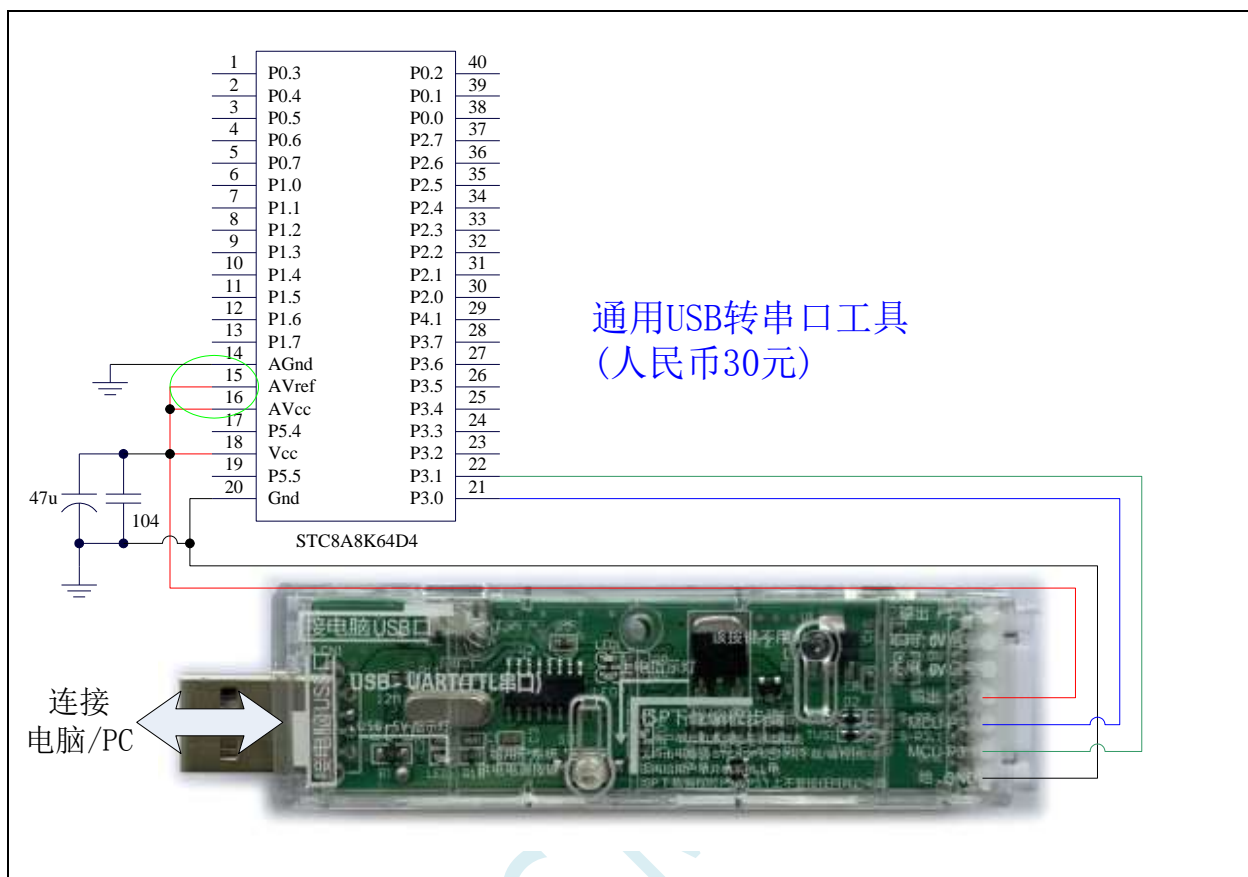 1 P0.3 P0.2 40
2 P0.4 P0.1 39
3 P0.5 P0.0 38
4 P0.6 P2.7 37
5 P0.7 P2.6 36
6 P1.0 P2.5 35
7 P1.1 P2.4 34
8 P1.2 P2.3 33
9 P1.3 P2.2 32
10 P1.4 P2.1 31
11 P1.5 P2.0 30
12 P1.6 P4.1 29
13 P1.7 P3.7 28
14 AGnd P3.6 27
15 AVref P3.5 26
16 AVcc P3.4 25
17 P5.4 P3.3 24
18 Vcc P3.2 23
19 P5.5 P3.1 22
20 Gnd P3.0 21
STC8A8K64D4
47u
104
通用USB转串口工具
(人民币30元)
连接
电脑/PC
接电脑USB口
USB-UART(TTL串口)
输出